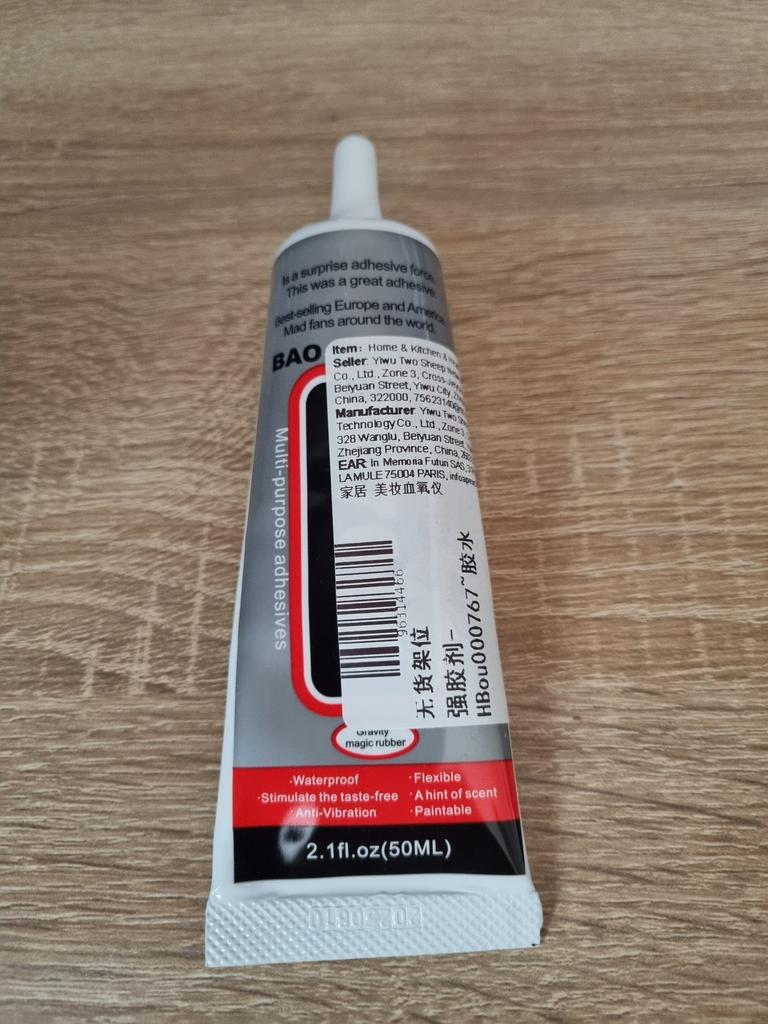 Is a surprise adhesive force
This was a great adhesive.
Best-selling Europe and America
Mad fans around the world.
BAO
Item: Home & Kitchen &
Seller: Yiwu Two Sheep
Co., Ltd., Zone 3,
Beiyuan Street, Yiwu City,
China, 322000,
Manufacturer Yiwu Two
Technology Co., Ltd., Zone 3,
328 Wanglu, Beiyuan Street,
Zhejiang Province, China,
EAR: In Memoria Futuri SAS,
LAMULE 75004 PARIS,
家居 美妆血氧仪
Multi-purpose adhesives
96314466
无货架位
强胶剂-
HBou000767~胶水
Gravity
magic rubber
·Waterproof
·Stimulate the taste-free
·Anti-Vibration
·Flexible
·A hint of scent
·Paintable
2.1fl.oz(50ML)